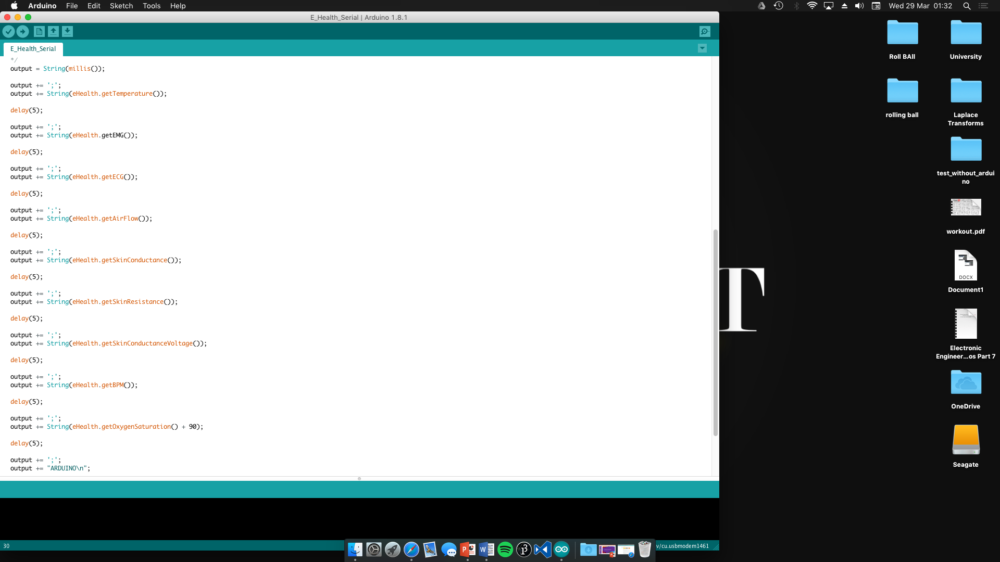 Arduino File Edit Sketch Tools Help
Wed 29 Mar 01:32
E_Health_Serial | Arduino 1.8.1
E_Health_Serial
*/
output = String(millis());
output += ';';
output += String(eHealth.getTemperature());
delay(5);
output += ';';
output += String(eHealth.getEMG());
delay(5);
output += ';';
output += String(eHealth.getECG());
delay(5);
output += ';';
output += String(eHealth.getAirFlow());
delay(5);
output += ';';
output += String(eHealth.getSkinConductance());
delay(5);
output += ';';
output += String(eHealth.getSkinResistance());
delay(5);
output += ';';
output += String(eHealth.getSkinConductanceVoltage());
delay(5);
output += ';';
output += String(eHealth.getBPM());
delay(5);
output += ';';
output += String(eHealth.getOxygenSaturation() + 90);
delay(5);
output += ';';
output += "ARDUINO\n";
30
v/cu.usbmodem1461
T
Roll BAll
University
rolling ball
Laplace
Transforms
test_without_ardui
no
workout.pdf
DOCX
Document1
Electronic
Engineer...os Part 7
OneDrive
Seagate